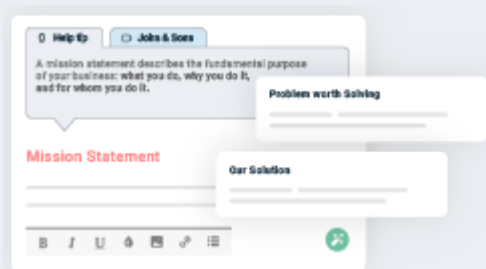 Help tip
John & Sons
A mission statement describes the fundamental purpose
of your business: what you do, why you do it,
and for whom you do it.
Problem worth Solving
Mission Statement
Our Solution
B I U